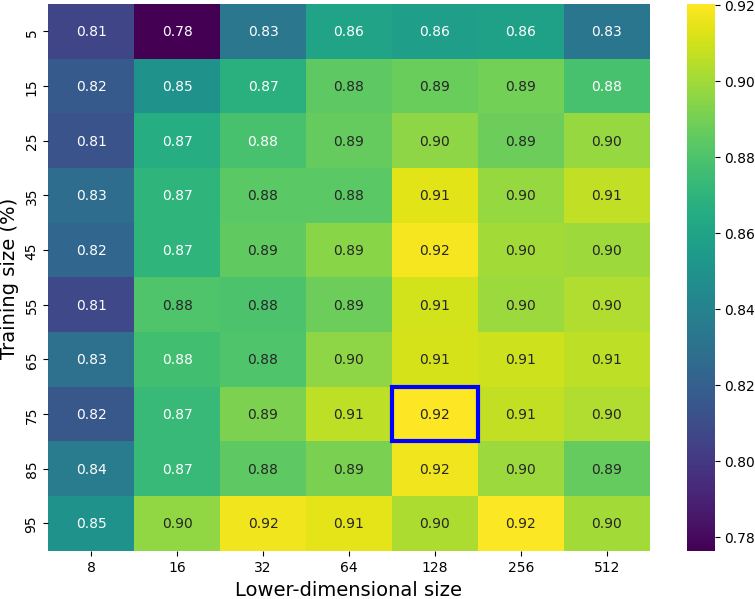 5 0.81 0.78 0.83 0.86 0.86 0.86 0.83
15 0.82 0.85 0.87 0.88 0.89 0.89 0.88
25 0.81 0.87 0.88 0.89 0.90 0.89 0.90
35 0.83 0.87 0.88 0.88 0.91 0.90 0.91
45 0.82 0.87 0.89 0.89 0.92 0.90 0.90
55 0.81 0.88 0.88 0.89 0.91 0.90 0.90
65 0.83 0.88 0.88 0.90 0.91 0.91 0.91
75 0.82 0.87 0.89 0.91 0.92 0.91 0.90
85 0.84 0.87 0.88 0.89 0.92 0.90 0.89
95 0.85 0.90 0.92 0.91 0.90 0.92 0.90
8 16 32 64 128 256 512
Lower-dimensional size
Training size (%)
0.92
0.90
0.88
0.86
0.84
0.82
0.80
0.78